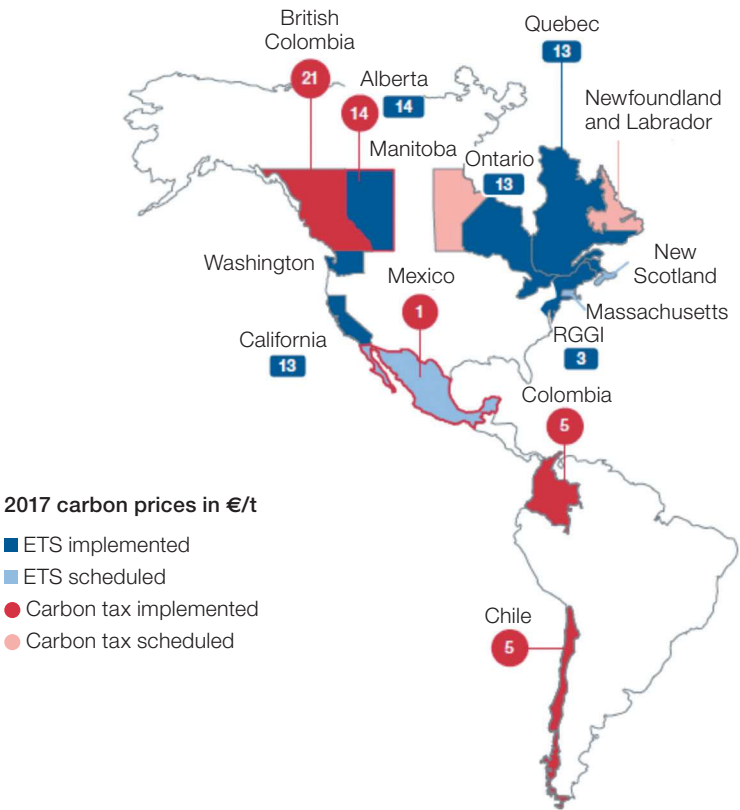 British
Colombia
21
Alberta
14
14
Quebec
13
Newfoundland
and Labrador
Manitoba
Ontario
13
Washington
New
Scotland
Mexico
1
Massachusetts
California
13
RGGI
3
Colombia
5
2017 carbon prices in €/t
ETS implemented
ETS scheduled
Carbon tax implemented
Carbon tax scheduled
Chile
5